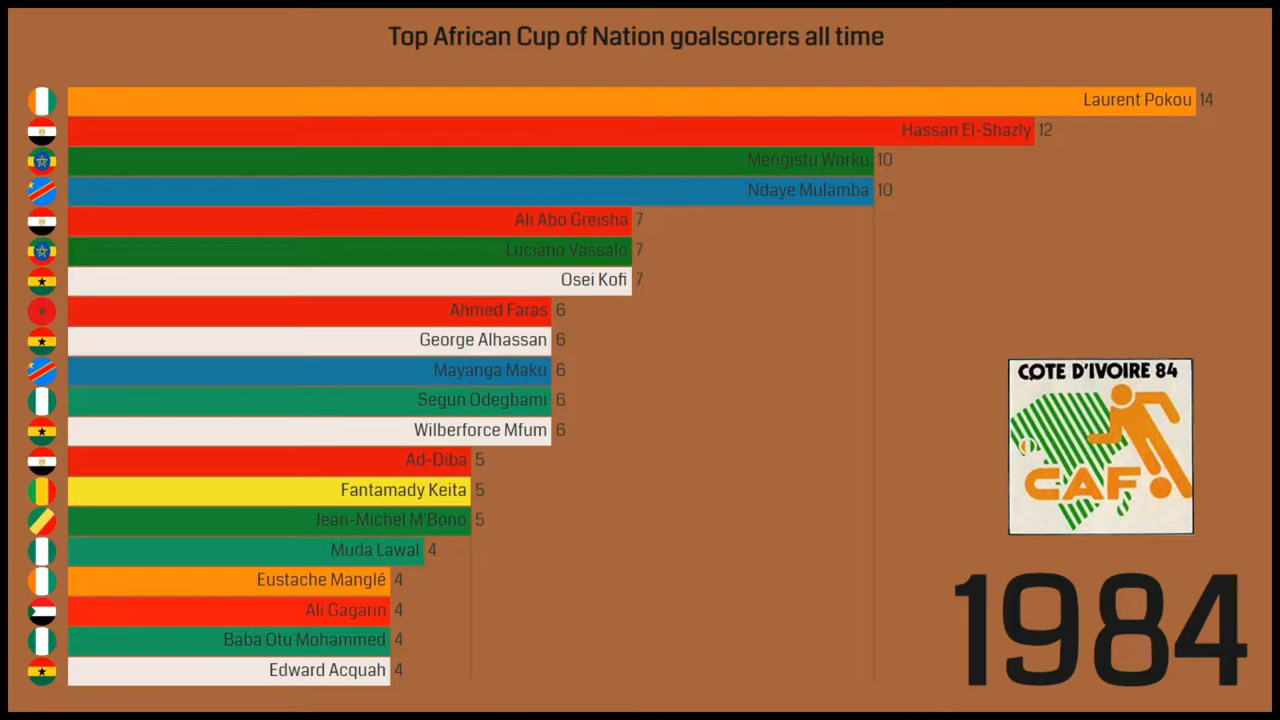 Top African Cup of Nation goalscorers all time
Laurent Pokou 14
Hassan El-Shazly 12
Mengistu Worku 10
Ndaye Mulamba 10
Ali Abo Greisha 7
Luciano Vassalo 7
Osei Kofi 7
Ahmed Faras 6
George Alhassan 6
Mayanga Maku 6
Segun Odegbami 6
Wilberforce Mfum 6
Ad-Diba 5
Fantamady Keita 5
Jean-Michel M'Bono 5
Muda Lawal 4
Eustache Manglé 4
Ali Gagarin 4
Baba Otu Mohammed 4
Edward Acquah 4
COTE D'IVOIRE 84
CAF
1984